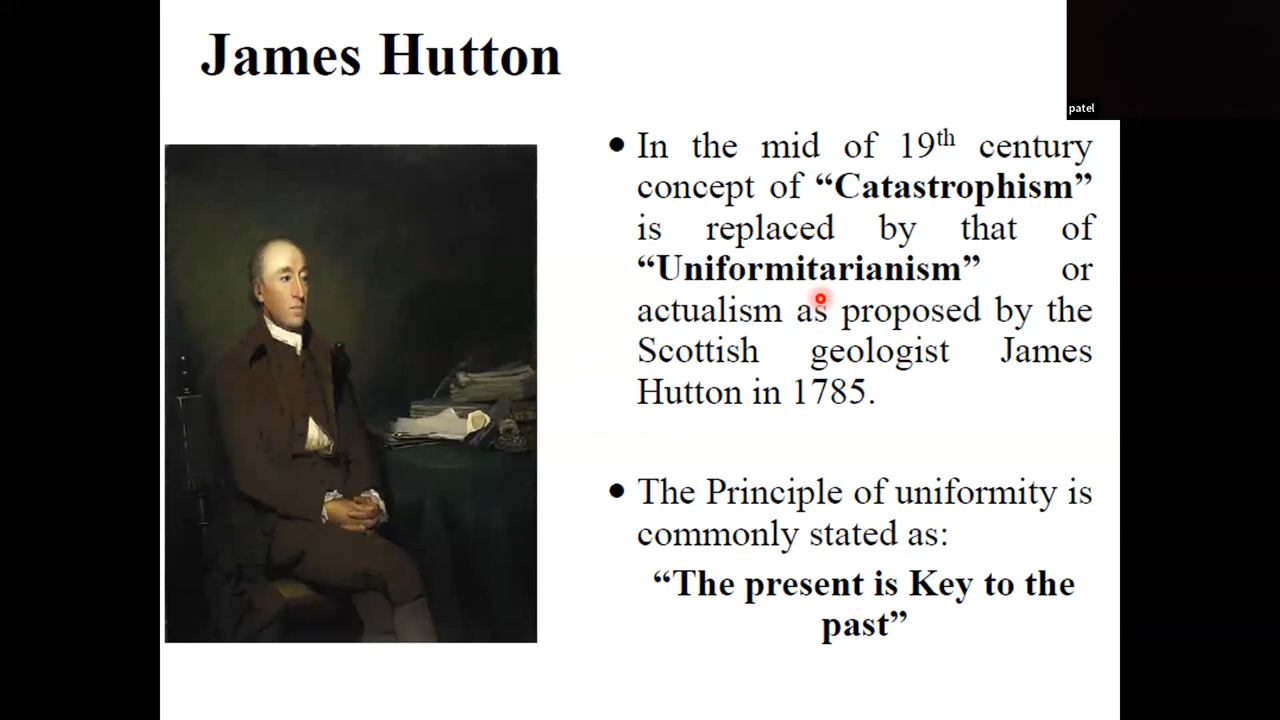 James Hutton
patel
• In the mid of 19th century
concept of “Catastrophism”
is replaced by that of
“Uniformitarianism” or
actualism as proposed by the
Scottish geologist James
Hutton in 1785.
• The Principle of uniformity is
commonly stated as:
“The present is Key to the
past”